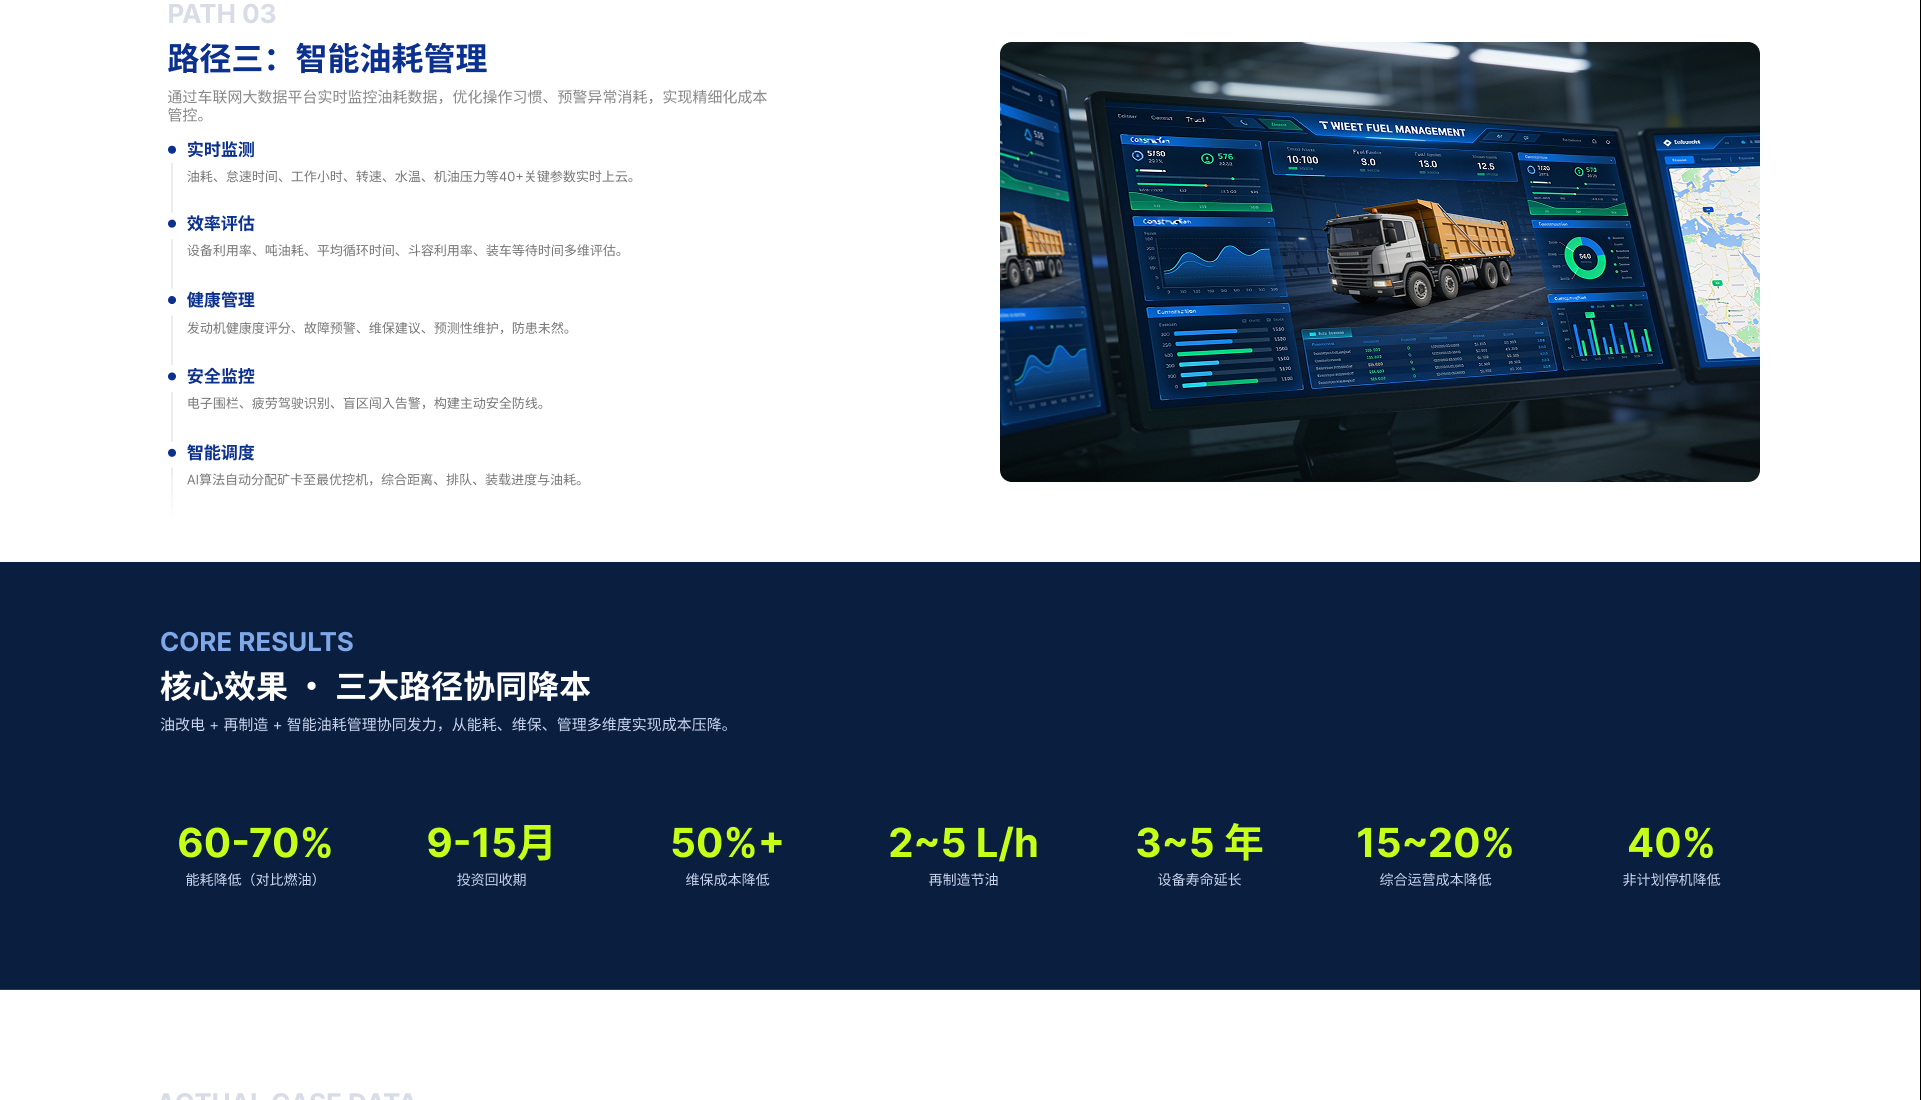 PATH 03
路径三：智能油耗管理
通过车联网大数据平台实时监控油耗数据，优化操作习惯、预警异常消耗，实现精细化成本
管控。
实时监测
油耗、怠速时间、工作小时、转速、水温、机油压力等40+关键参数实时上云。
效率评估
设备利用率、吨油耗、平均循环时间、斗容利用率、装车等待时间多维评估。
健康管理
发动机健康度评分、故障预警、维保建议、预测性维护，防患未然。
安全监控
电子围栏、疲劳驾驶识别、盲区闯入告警，构建主动安全防线。
智能调度
AI算法自动分配矿卡至最优挖机，综合距离、排队、装载进度与油耗。
WIEET FUEL MANAGEMENT
5780
576
10:700
9.0
13.0
12.5
CORE RESULTS
核心效果 · 三大路径协同降本
油改电 + 再制造 + 智能油耗管理协同发力，从能耗、维保、管理多维度实现成本压降。
60-70%
能耗降低（对比燃油）
9-15月
投资回收期
50%+
维保成本降低
2~5 L/h
再制造节油
3~5 年
设备寿命延长
15~20%
综合运营成本降低
40%
非计划停机降低
ACTUAL CASE DATA